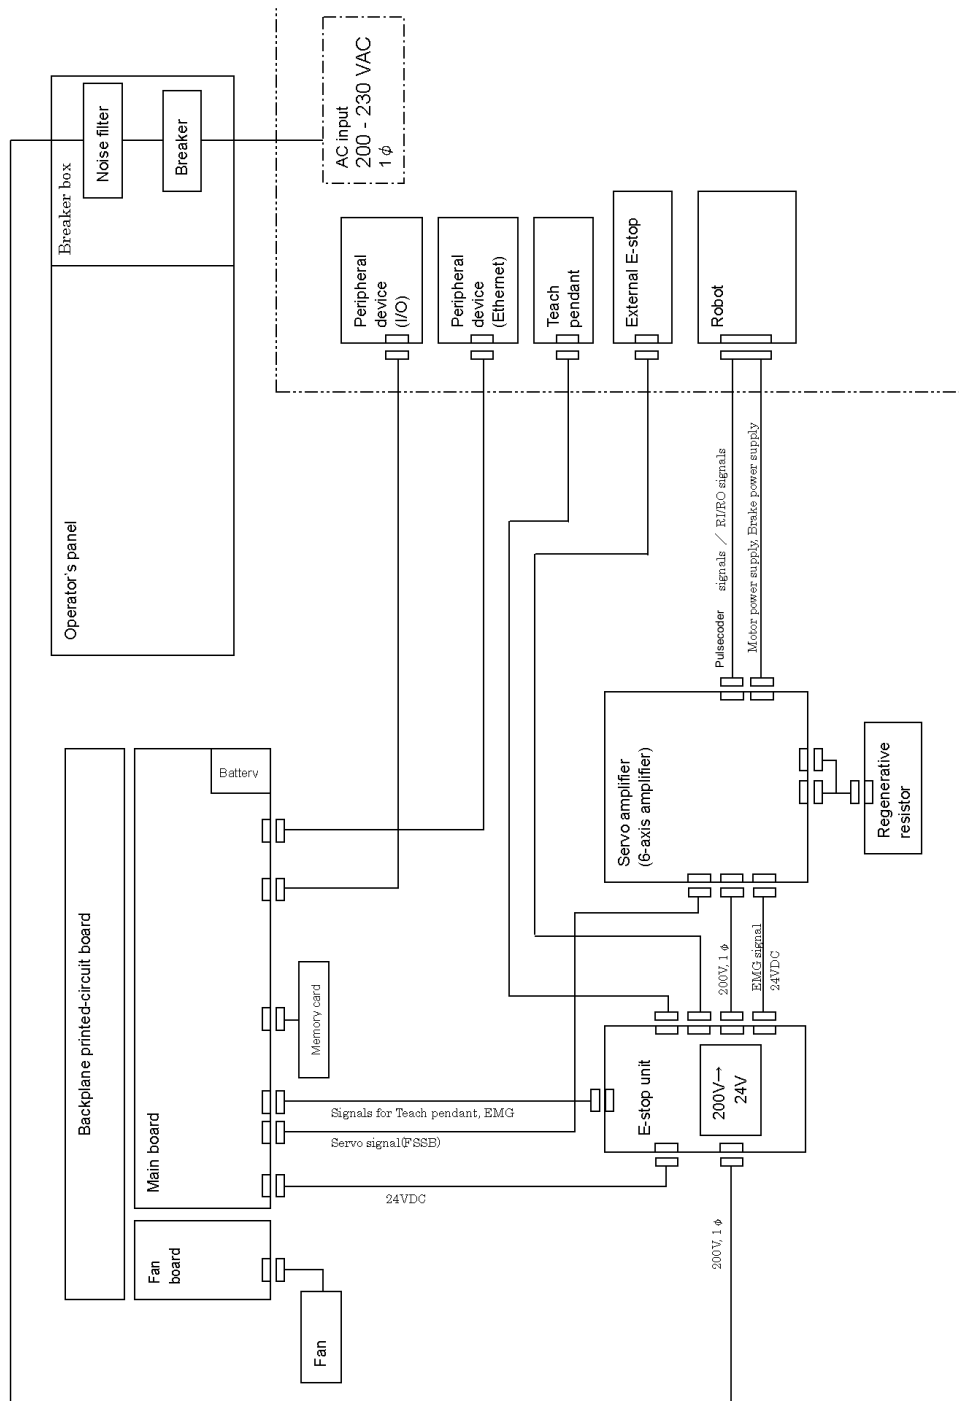 AC input
200 - 230 VAC
1ϕ
Noise filter
Breaker
Breaker box
Operator's panel
Peripheral
device
(I/O)
Peripheral
device
(Ethernet)
Teach
pendant
External E-stop
Robot
Pulsecoder signals / RI/RO signals
Motor power supply, Brake power supply
Backplane printed-circuit board
Battery
Main board
Memory card
Servo amplifier
(6-axis amplifier)
Regenerative
resistor
200V, 1ϕ
EMG signal
24VDC
E-stop unit
200V→
24V
Signals for Teach pendant, EMG
Servo signal(FSSB)
24VDC
200V, 1ϕ
Fan
board
Fan